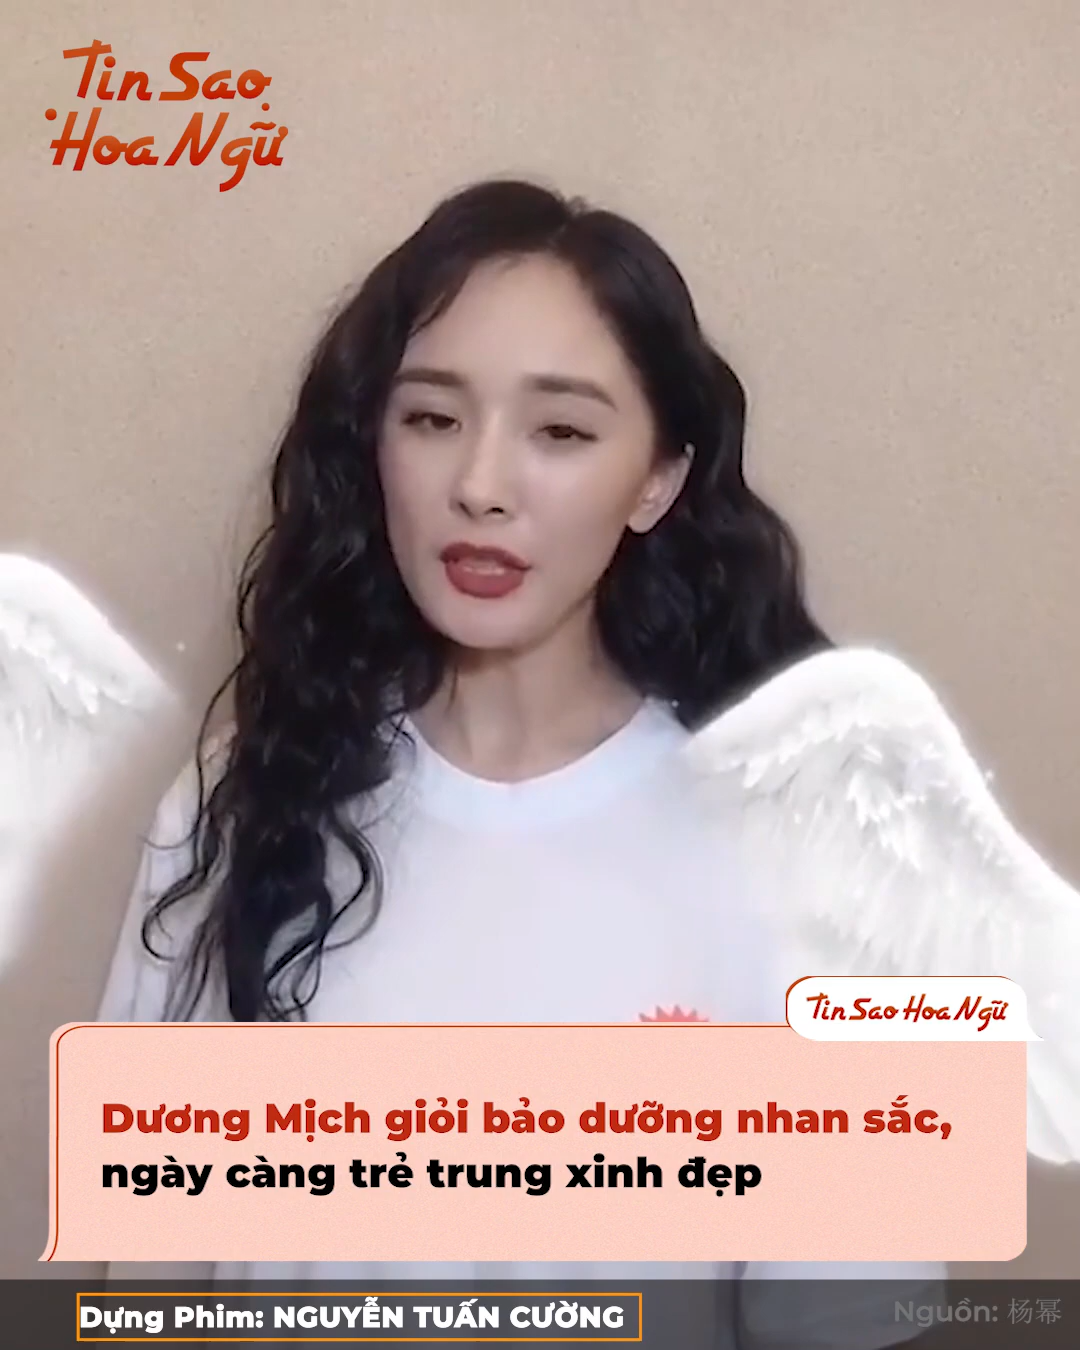 Tin Sao
Hoa Ngữ
Tin Sao Hoa Ngữ
Dương Mịch giỏi bảo dưỡng nhan sắc,
ngày càng trẻ trung xinh đẹp
Dựng Phim: NGUYỄN TUẤN CƯỜNG
Nguồn: 杨幂